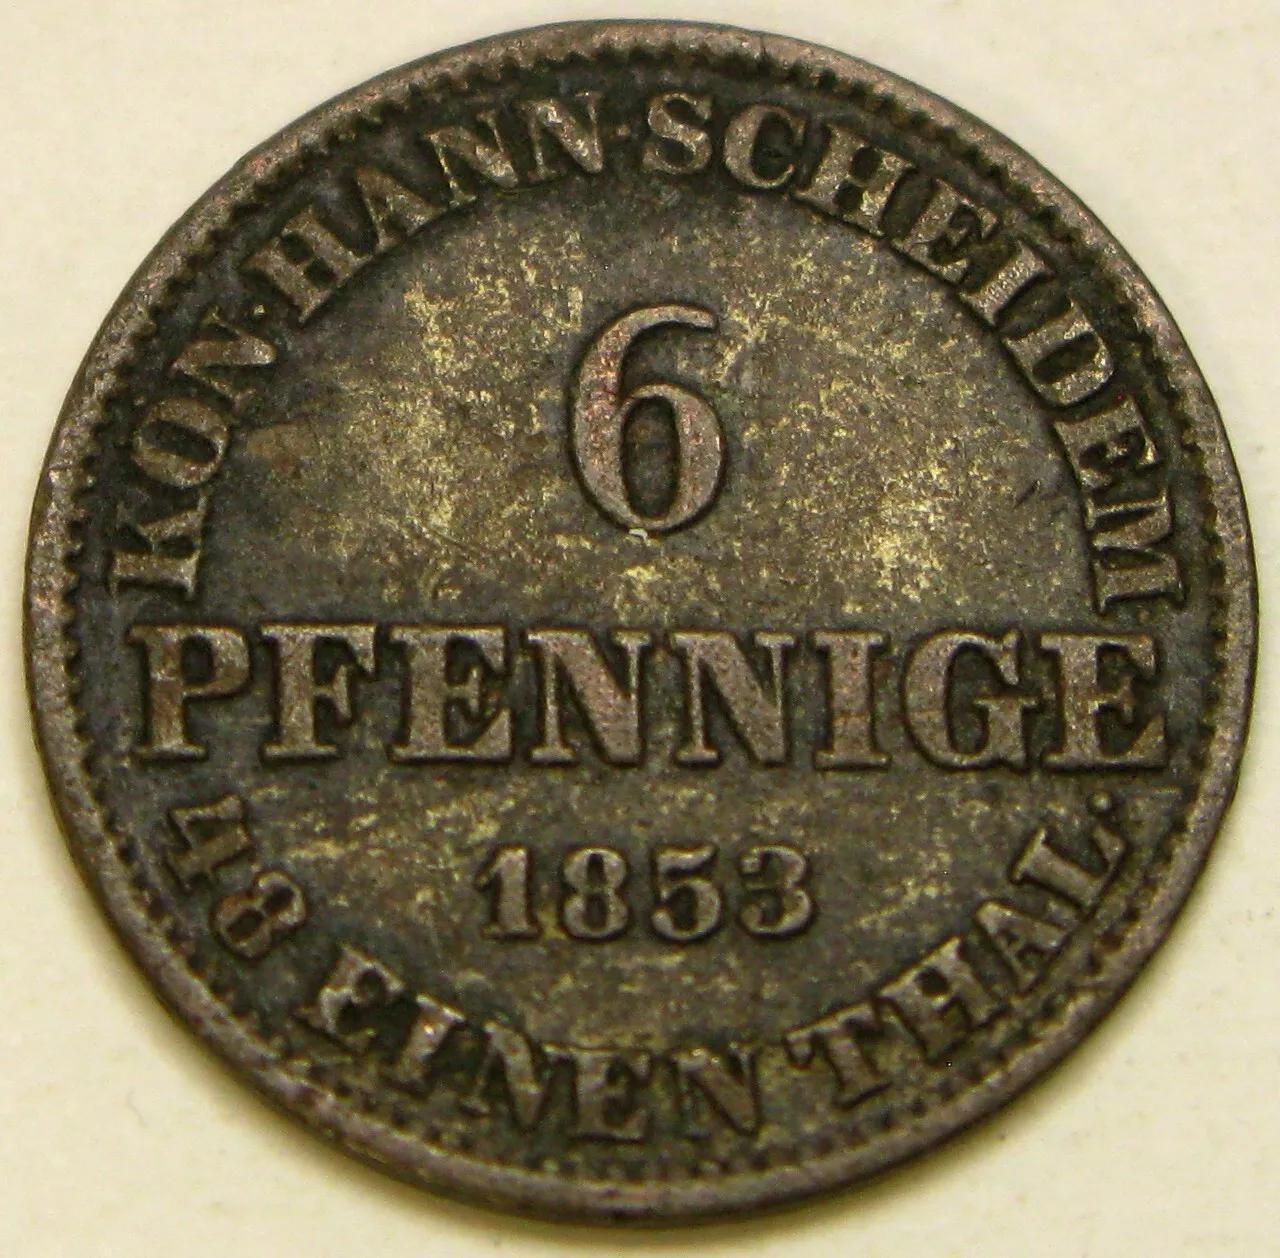 KON·HANN·SCHEIDEM·
6
PFENNIGE
1853
48 EINEN THAL·